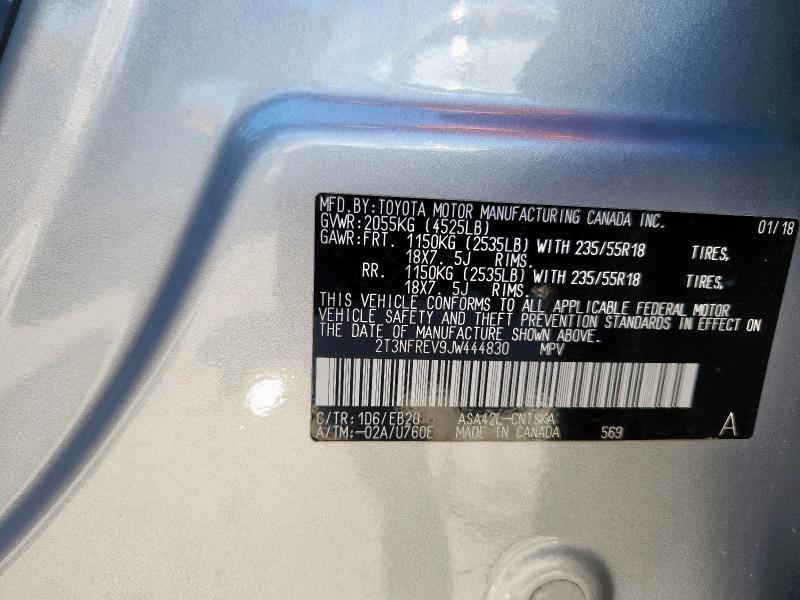 MFD. BY: TOYOTA MOTOR MANUFACTURING CANADA INC. 01/18
GVWR: 2055KG (4525LB)
GAWR: FRT. 1150KG (2535LB) WITH 235/55R18 TIRES,
18X7. 5J RIMS.
RR. 1150KG (2535LB) WITH 235/55R18 TIRES,
18X7. 5J RIMS.
THIS VEHICLE CONFORMS TO ALL APPLICABLE FEDERAL MOTOR
VEHICLE SAFETY AND THEFT PREVENTION STANDARDS IN EFFECT ON
THE DATE OF MANUFACTURE SHOWN ABOVE.
2T3NFREV9JW444830 MPV
C/TR: 1D6/EB20 ASA42L-CNTSKA
A/TM: -02A/U760E MADE IN CANADA 569 A